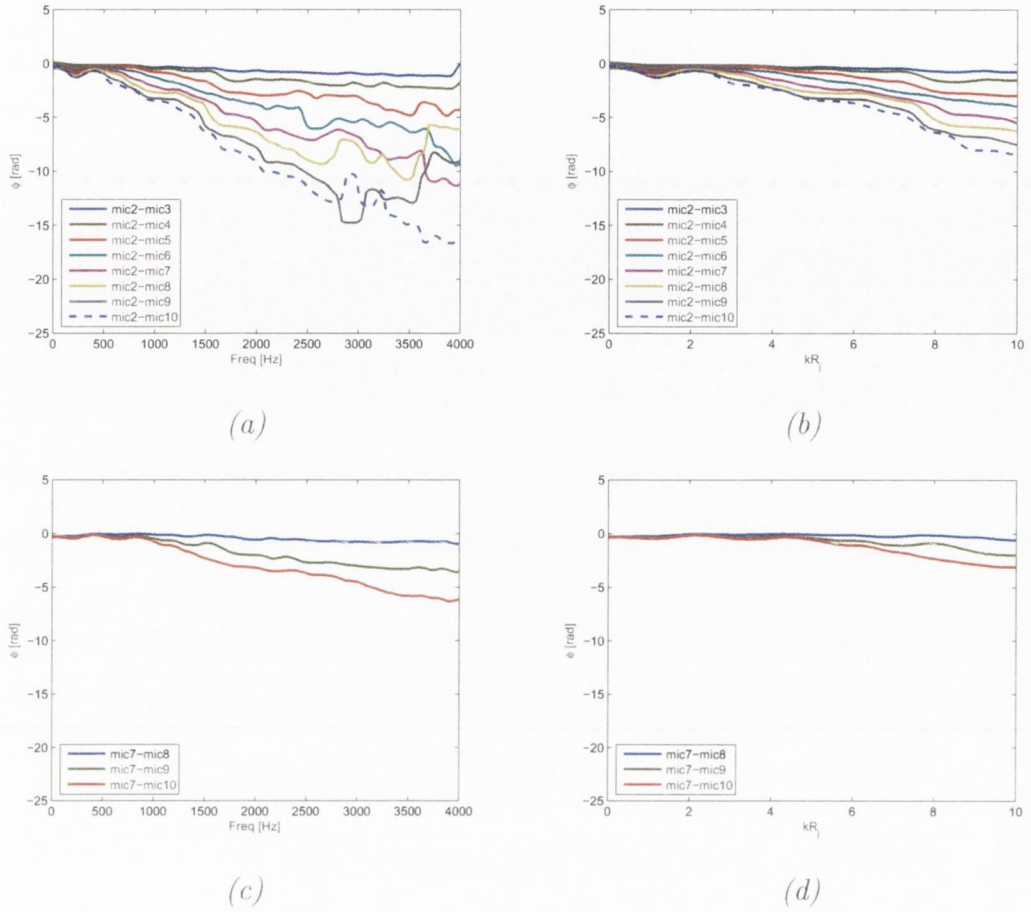 5
0
−5
−10
−15
−20
−25
φ [rad]
mic2−mic3
mic2−mic4
mic2−mic5
mic2−mic6
mic2−mic7
mic2−mic8
mic2−mic9
mic2−mic10
0 500 1000 1500 2000 2500 3000 3500 4000
Freq [Hz]
(a)
5
0
−5
−10
−15
−20
−25
φ [rad]
mic2−mic3
mic2−mic4
mic2−mic5
mic2−mic6
mic2−mic7
mic2−mic8
mic2−mic9
mic2−mic10
0 2 4 6 8 10
kRj
(b)
5
0
−5
−10
−15
−20
−25
φ [rad]
mic7−mic8
mic7−mic9
mic7−mic10
0 500 1000 1500 2000 2500 3000 3500 4000
Freq [Hz]
(c)
5
0
−5
−10
−15
−20
−25
φ [rad]
mic7−mic8
mic7−mic9
mic7−mic10
0 2 4 6 8 10
kRj
(d)